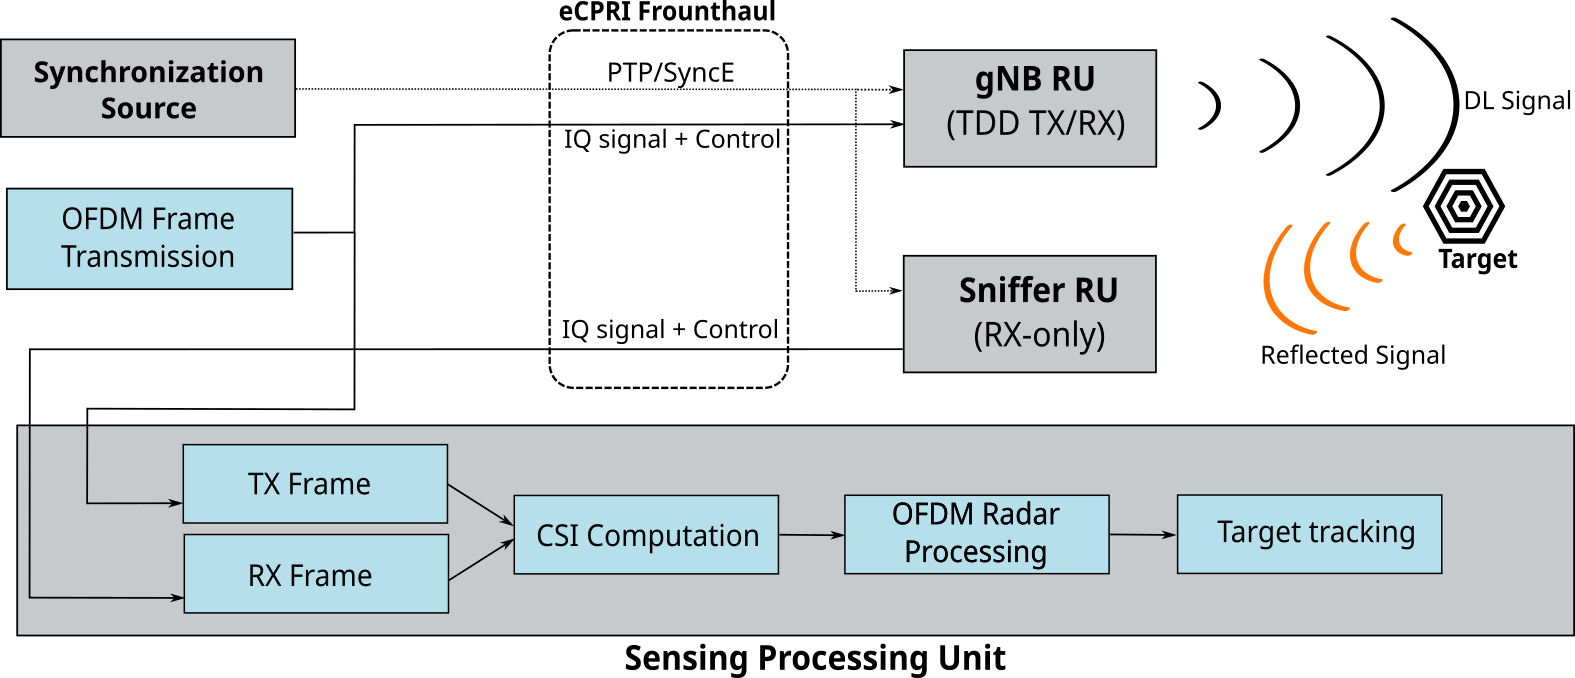 eCPRI Frounthaul
Synchronization
Source
PTP/SyncE
gNB RU
(TDD TX/RX)
DL Signal
IQ signal + Control
OFDM Frame
Transmission
Target
Sniffer RU
(RX-only)
IQ signal + Control
Reflected Signal
TX Frame
RX Frame
CSI Computation
OFDM Radar
Processing
Target tracking
Sensing Processing Unit